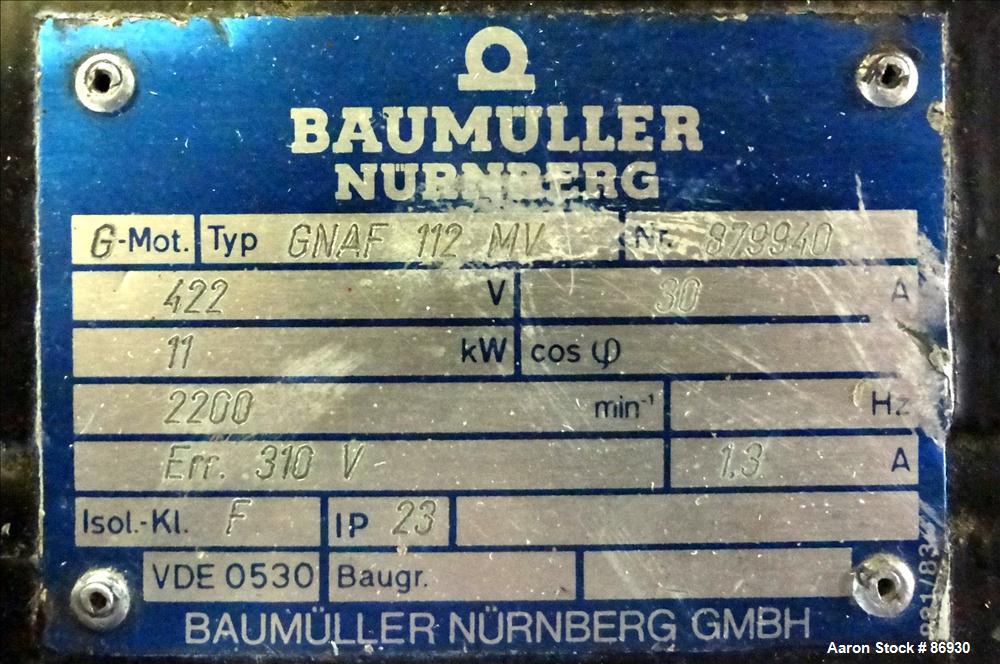 BAUMÜLLER
NÜRNBERG
G-Mot. Typ GNAF 112 MV Nr. 879940
422 V 30 A
11 kW cos φ
2200 min⁻¹ Hz
Err. 310 V 1.3 A
Isol.-Kl. F IP 23
VDE 0530 Baugr.
BAUMÜLLER NÜRNBERG GMBH
Aaron Stock # 86930